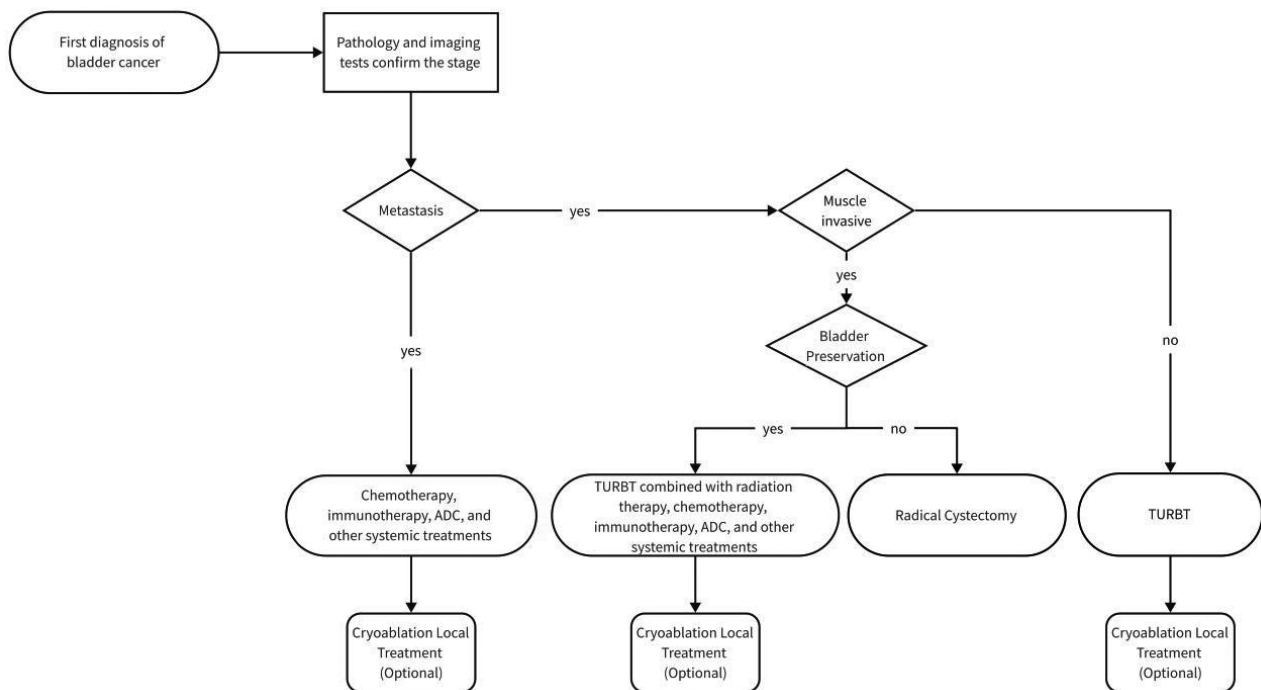 First diagnosis of
bladder cancer
Pathology and imaging
tests confirm the stage
Metastasis
yes
Muscle
invasive
yes
Bladder
Preservation
no
yes
yes
no
Chemotherapy,
immunotherapy, ADC, and
other systemic treatments
TURBT combined with radiation
therapy, chemotherapy,
immunotherapy, ADC, and other
systemic treatments
Radical Cystectomy
TURBT
Cryoablation Local
Treatment
(Optional)
Cryoablation Local
Treatment
(Optional)
Cryoablation Local
Treatment
(Optional)